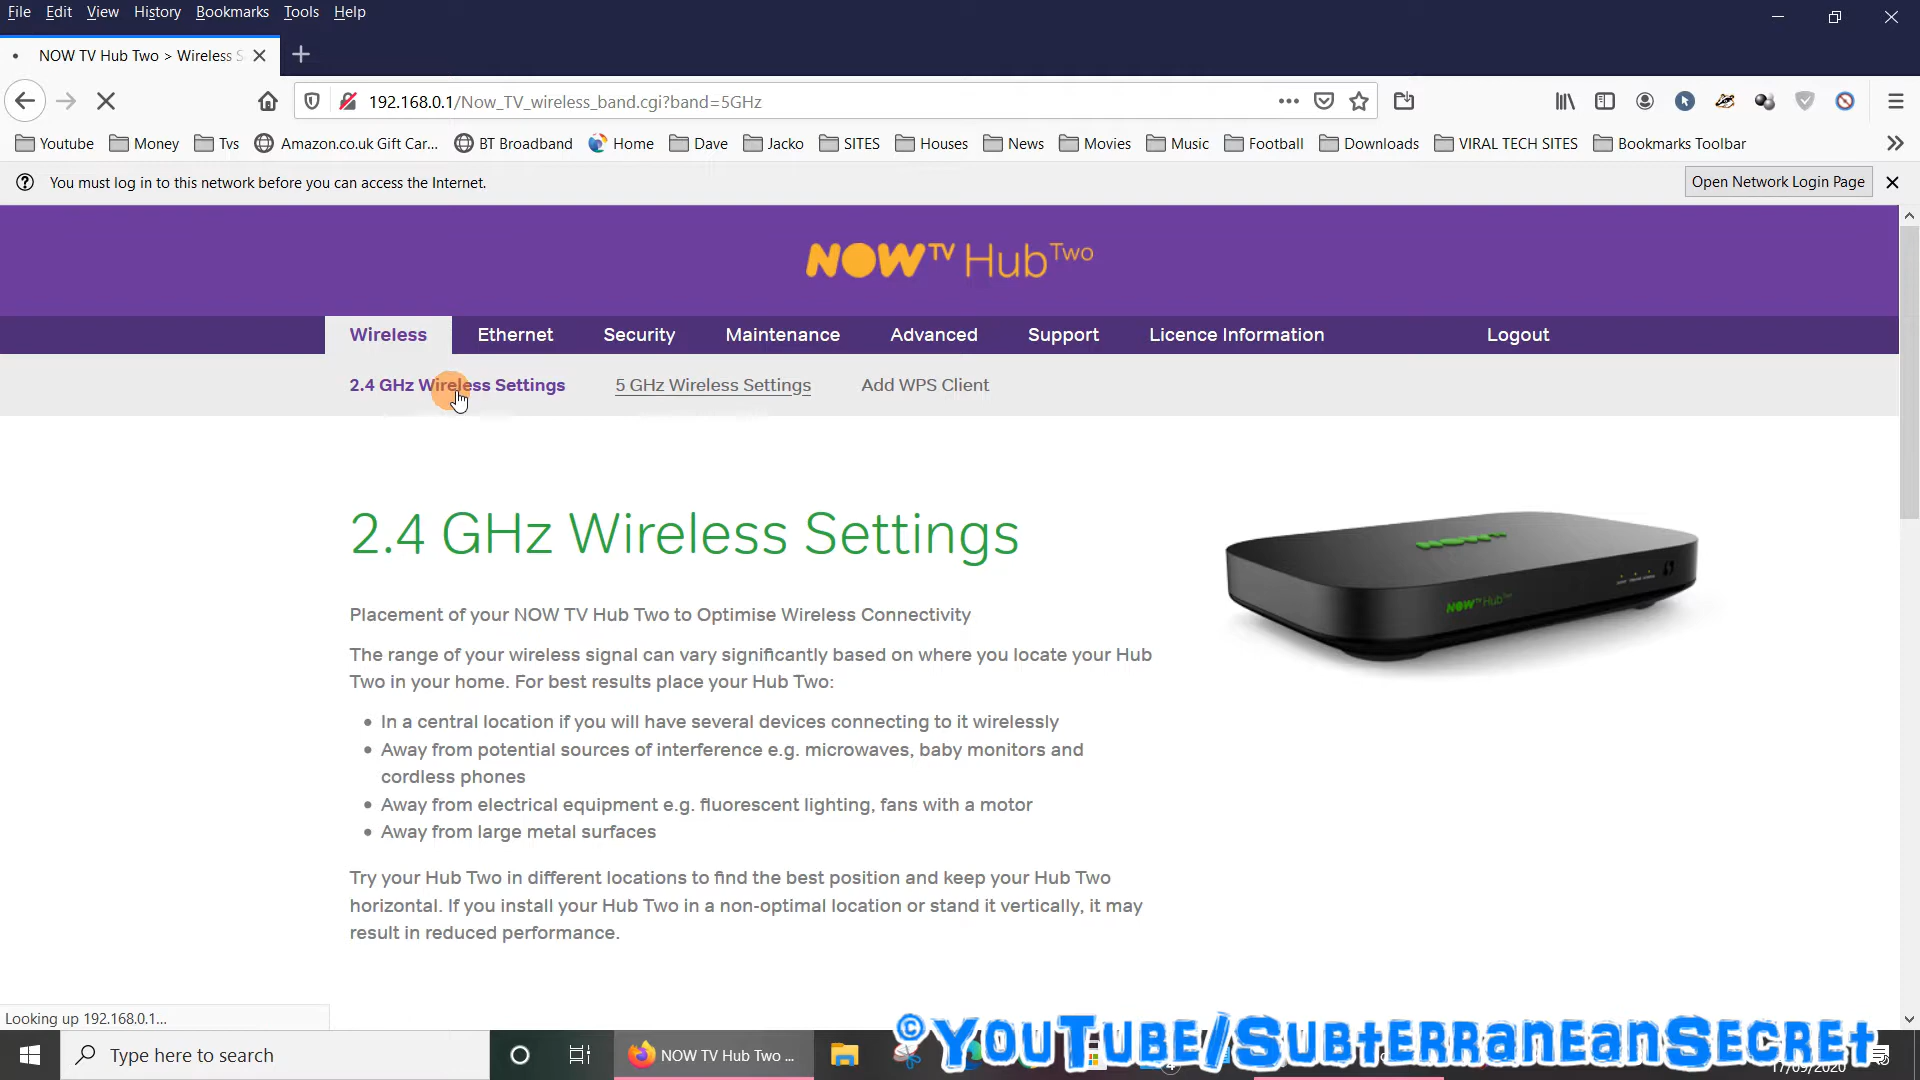 File Edit View History Bookmarks Tools Help
NOW TV Hub Two > Wireless S
192.168.0.1/Now_TV_wireless_band.cgi?band=5GHz
Youtube Money Tvs Amazon.co.uk Gift Car... BT Broadband Home Dave Jacko SITES Houses News Movies Music Football Downloads VIRAL TECH SITES Bookmarks Toolbar
You must log in to this network before you can access the Internet. Open Network Login Page
NOW TV Hub Two
Wireless Ethernet Security Maintenance Advanced Support Licence Information Logout
2.4 GHz Wireless Settings 5 GHz Wireless Settings Add WPS Client
2.4 GHz Wireless Settings
Placement of your NOW TV Hub Two to Optimise Wireless Connectivity
The range of your wireless signal can vary significantly based on where you locate your Hub
Two in your home. For best results place your Hub Two:
• In a central location if you will have several devices connecting to it wirelessly
• Away from potential sources of interference e.g. microwaves, baby monitors and
cordless phones
• Away from electrical equipment e.g. fluorescent lighting, fans with a motor
• Away from large metal surfaces
Try your Hub Two in different locations to find the best position and keep your Hub Two
horizontal. If you install your Hub Two in a non-optimal location or stand it vertically, it may
result in reduced performance.
NOW TV Hub Two
Looking up 192.168.0.1...
Type here to search
NOW TV Hub Two ...
©YouTube/SubterraneanSecret
17/09/2020